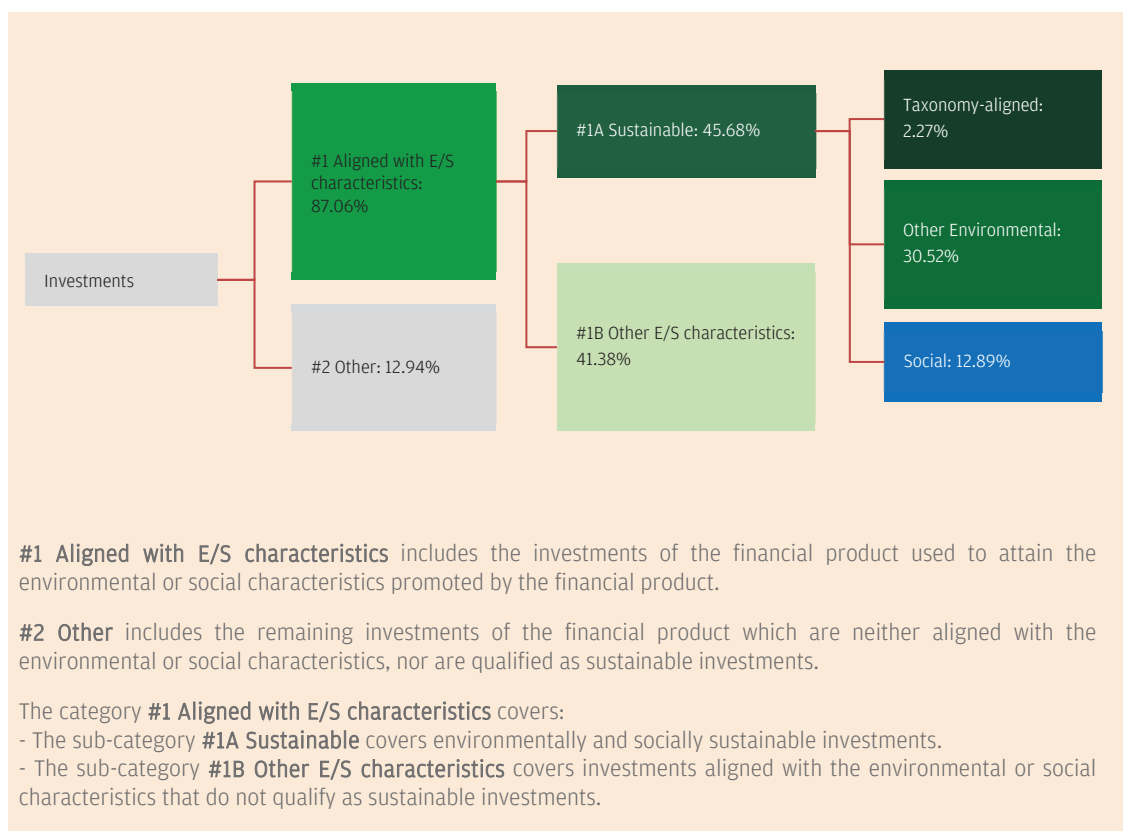 Investments
#1 Aligned with E/S
characteristics:
87.06%
#2 Other: 12.94%
#1A Sustainable: 45.68%
#1B Other E/S characteristics:
41.38%
Taxonomy-aligned:
2.27%
Other Environmental:
30.52%
Social: 12.89%
#1 Aligned with E/S characteristics includes the investments of the financial product used to attain the
environmental or social characteristics promoted by the financial product.
#2 Other includes the remaining investments of the financial product which are neither aligned with the
environmental or social characteristics, nor are qualified as sustainable investments.
The category #1 Aligned with E/S characteristics covers:
- The sub-category #1A Sustainable covers environmentally and socially sustainable investments.
- The sub-category #1B Other E/S characteristics covers investments aligned with the environmental or social
characteristics that do not qualify as sustainable investments.